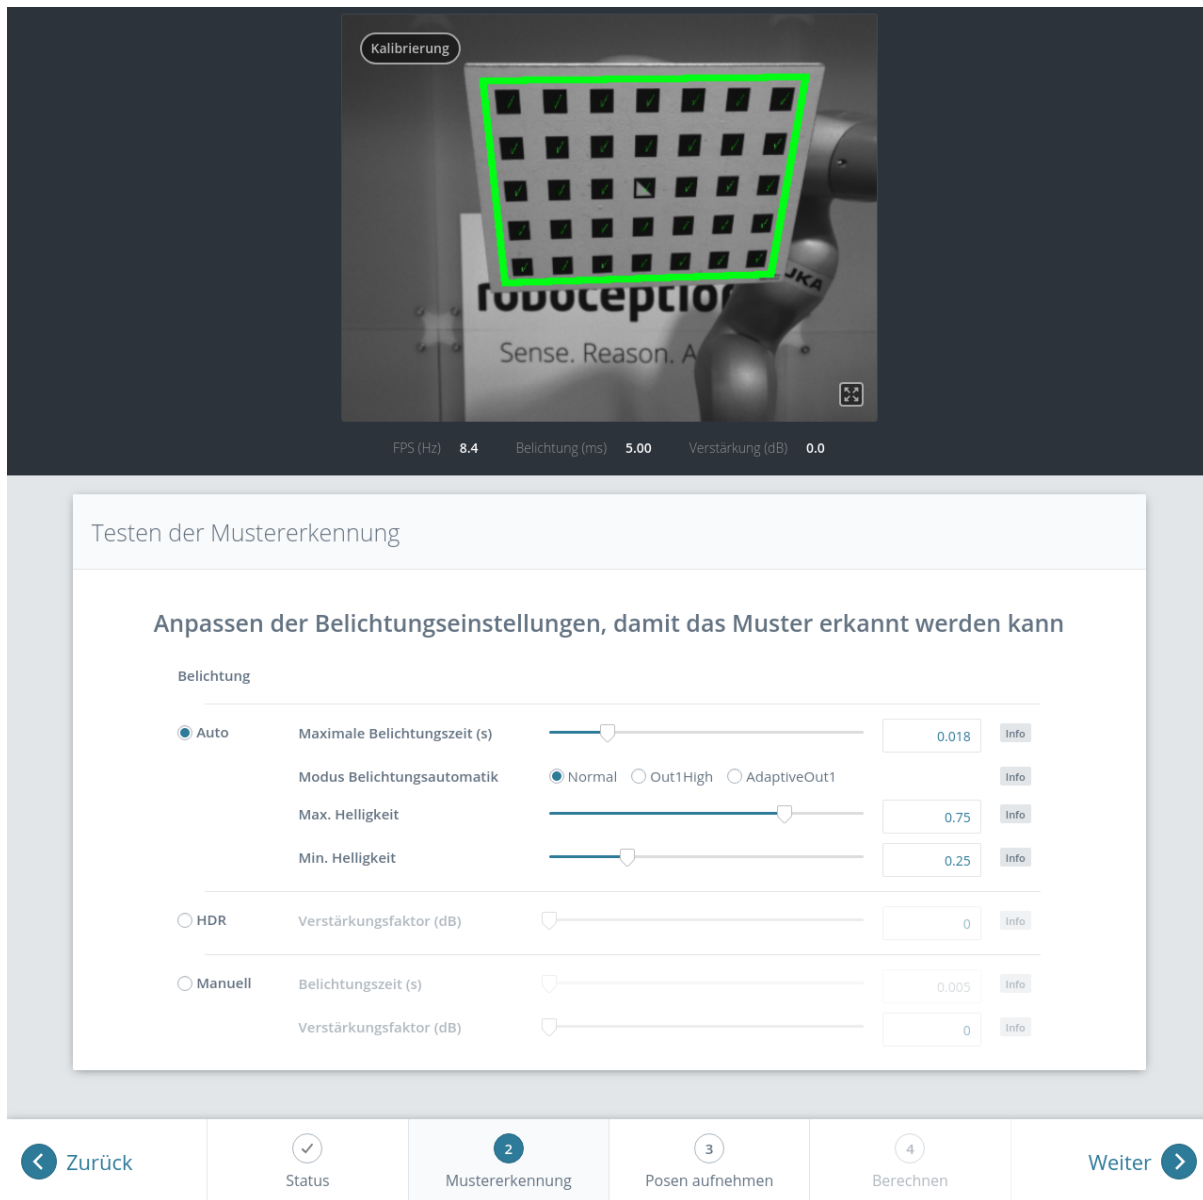 Kalibrierung
JKA
roboception
Sense. Reason. A
FPS (Hz) 8.4 Belichtung (ms) 5.00 Verstärkung (dB) 0.0
Testen der Mustererkennung
Anpassen der Belichtungseinstellungen, damit das Muster erkannt werden kann
Belichtung
Auto Maximale Belichtungszeit (s) 0.018 Info
Modus Belichtungsautomatik Normal Out1High AdaptiveOut1 Info
Max. Helligkeit 0.75 Info
Min. Helligkeit 0.25 Info
HDR Verstärkungsfaktor (dB) 0 Info
Manuell Belichtungszeit (s) 0.005 Info
Verstärkungsfaktor (dB) 0 Info
Zurück
Status
2 Mustererkennung
3 Posen aufnehmen
4 Berechnen
Weiter